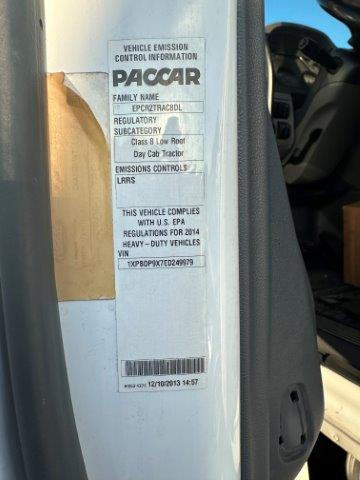 VEHICLE EMISSION
CONTROL INFORMATION
PACCAR
FAMILY NAME
EPCR2TRAC8DL
REGULATORY
SUBCATEGORY
Class 8 Low Roof
Day Cab Tractor
EMISSIONS CONTROLS
LRRS
THIS VEHICLE COMPLIES
WITH U.S. EPA
REGULATIONS FOR 2014
HEAVY-DUTY VEHICLES
VIN
1XPBDP9X7ED249979
12/10/2013 14:57